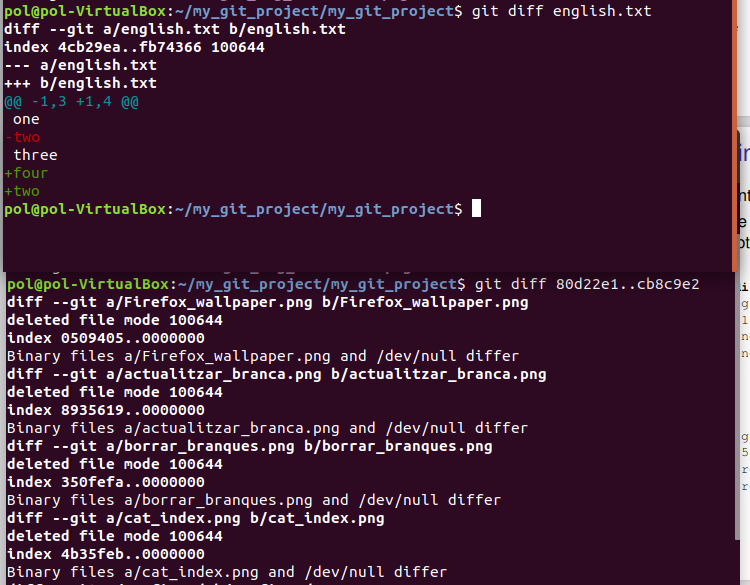 pol@pol-VirtualBox:~/my_git_project/my_git_project$ git diff english.txt
diff --git a/english.txt b/english.txt
index 4cb29ea..fb74366 100644
--- a/english.txt
+++ b/english.txt
@@ -1,3 +1,4 @@
 one
-two
 three
+four
+two
pol@pol-VirtualBox:~/my_git_project/my_git_project$
pol@pol-VirtualBox:~/my_git_project/my_git_project$ git diff 80d22e1..cb8c9e2
diff --git a/Firefox_wallpaper.png b/Firefox_wallpaper.png
deleted file mode 100644
index 0509405..0000000
Binary files a/Firefox_wallpaper.png and /dev/null differ
diff --git a/actualitzar_branca.png b/actualitzar_branca.png
deleted file mode 100644
index 8935619..0000000
Binary files a/actualitzar_branca.png and /dev/null differ
diff --git a/borrar_branques.png b/borrar_branques.png
deleted file mode 100644
index 350fefa..0000000
Binary files a/borrar_branques.png and /dev/null differ
diff --git a/cat_index.png b/cat_index.png
deleted file mode 100644
index 4b35feb..0000000
Binary files a/cat_index.png and /dev/null differ